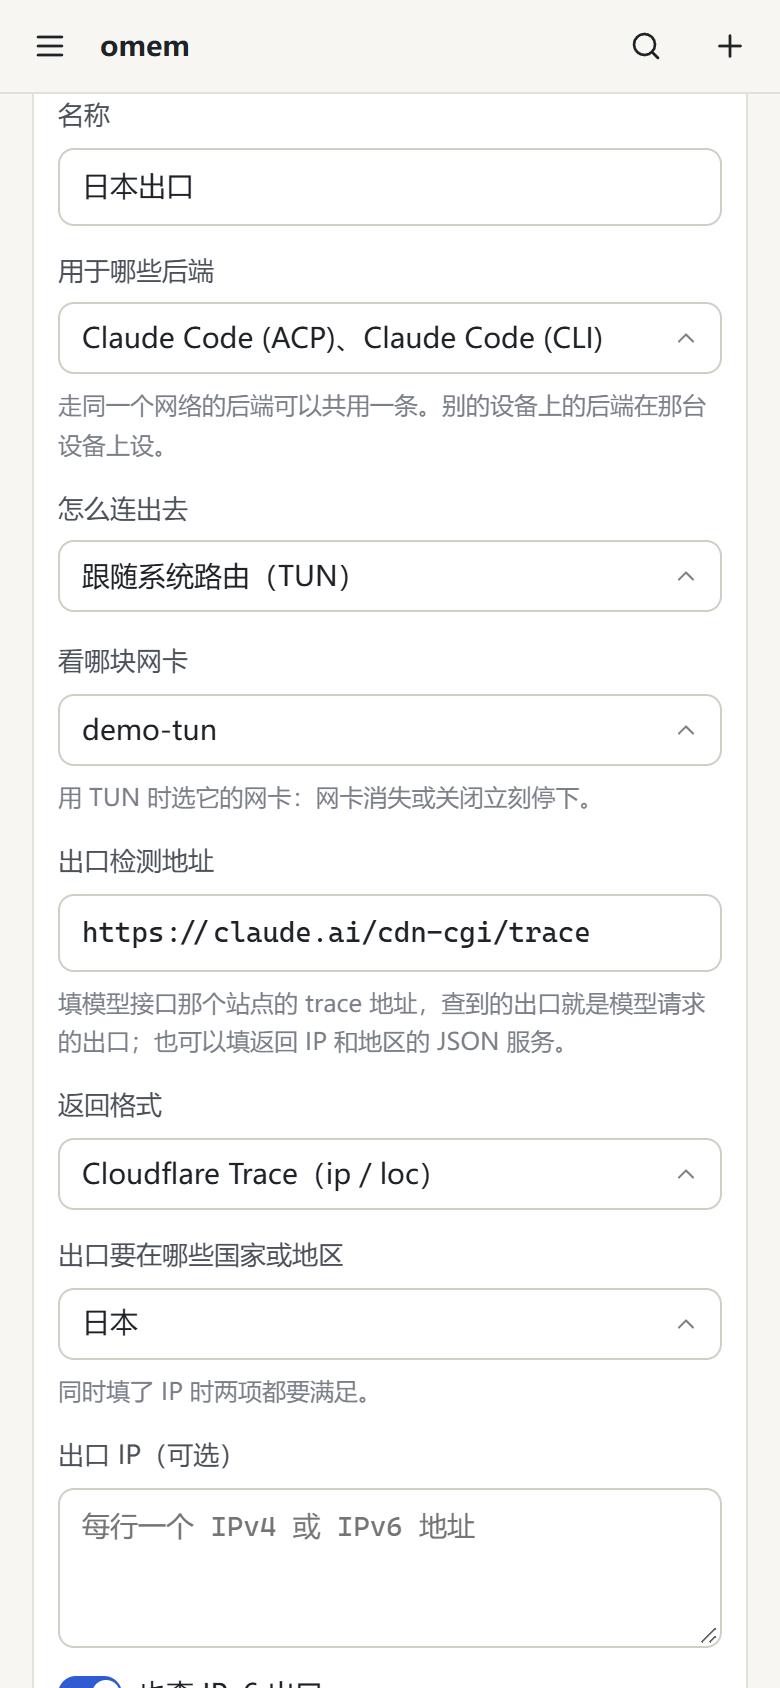 omem
名称
日本出口
用于哪些后端
Claude Code (ACP)、Claude Code (CLI)
走同一个网络的后端可以共用一条。别的设备上的后端在那台
设备上设。
怎么连出去
跟随系统路由（TUN）
看哪块网卡
demo-tun
用 TUN 时选它的网卡：网卡消失或关闭立刻停下。
出口检测地址
https://claude.ai/cdn-cgi/trace
填模型接口那个站点的 trace 地址，查到的出口就是模型请求
的出口；也可以填返回 IP 和地区的 JSON 服务。
返回格式
Cloudflare Trace（ip / loc）
出口要在哪些国家或地区
日本
同时填了 IP 时两项都要满足。
出口 IP（可选）
每行一个 IPv4 或 IPv6 地址